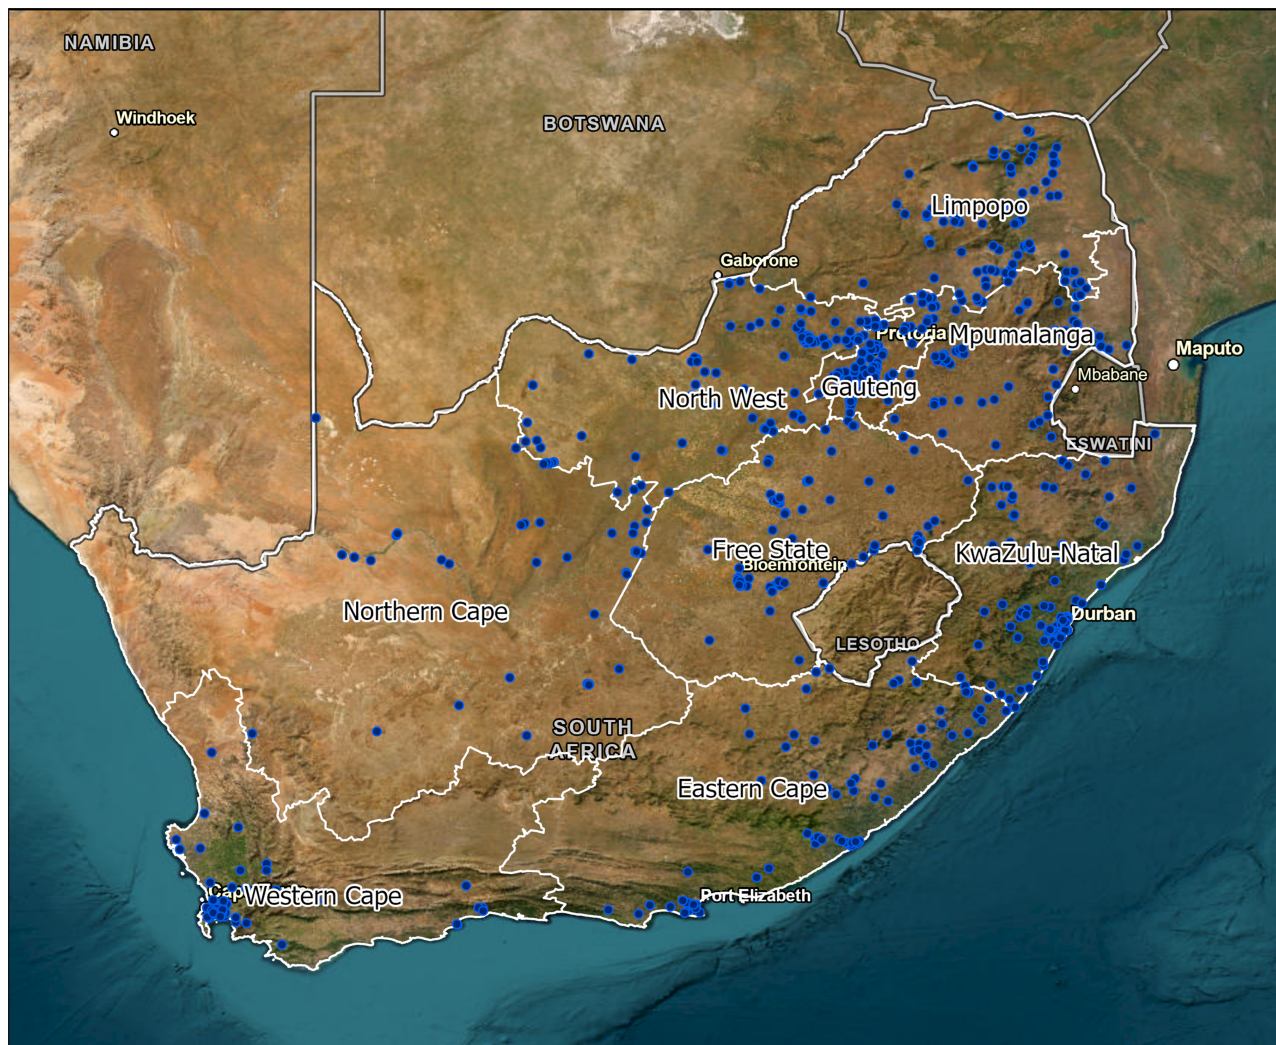 NAMIBIA
Windhoek
BOTSWANA
Limpopo
Gaborone
Pretoria
Mpumalanga
Maputo
Mbabane
Gauteng
North West
ESWATINI
Free State
KwaZulu-Natal
Bloemfontein
Northern Cape
Durban
LESOTHO
SOUTH
AFRICA
Eastern Cape
Western Cape
Port Elizabeth